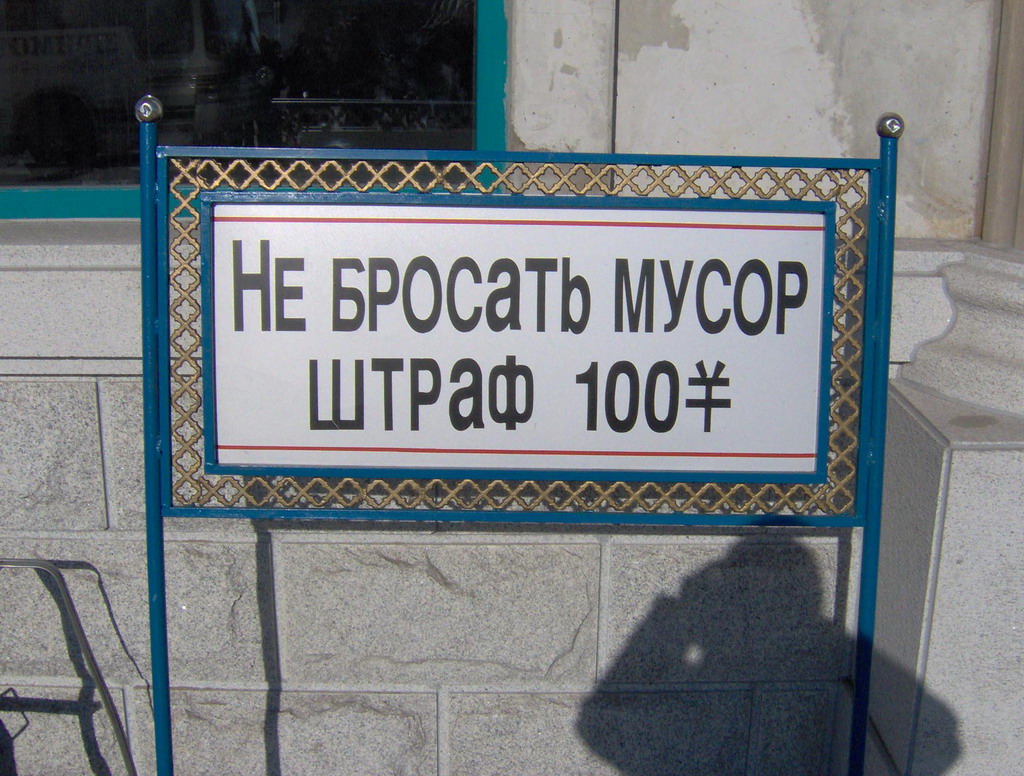 Не бросать мусор
штраф 100¥